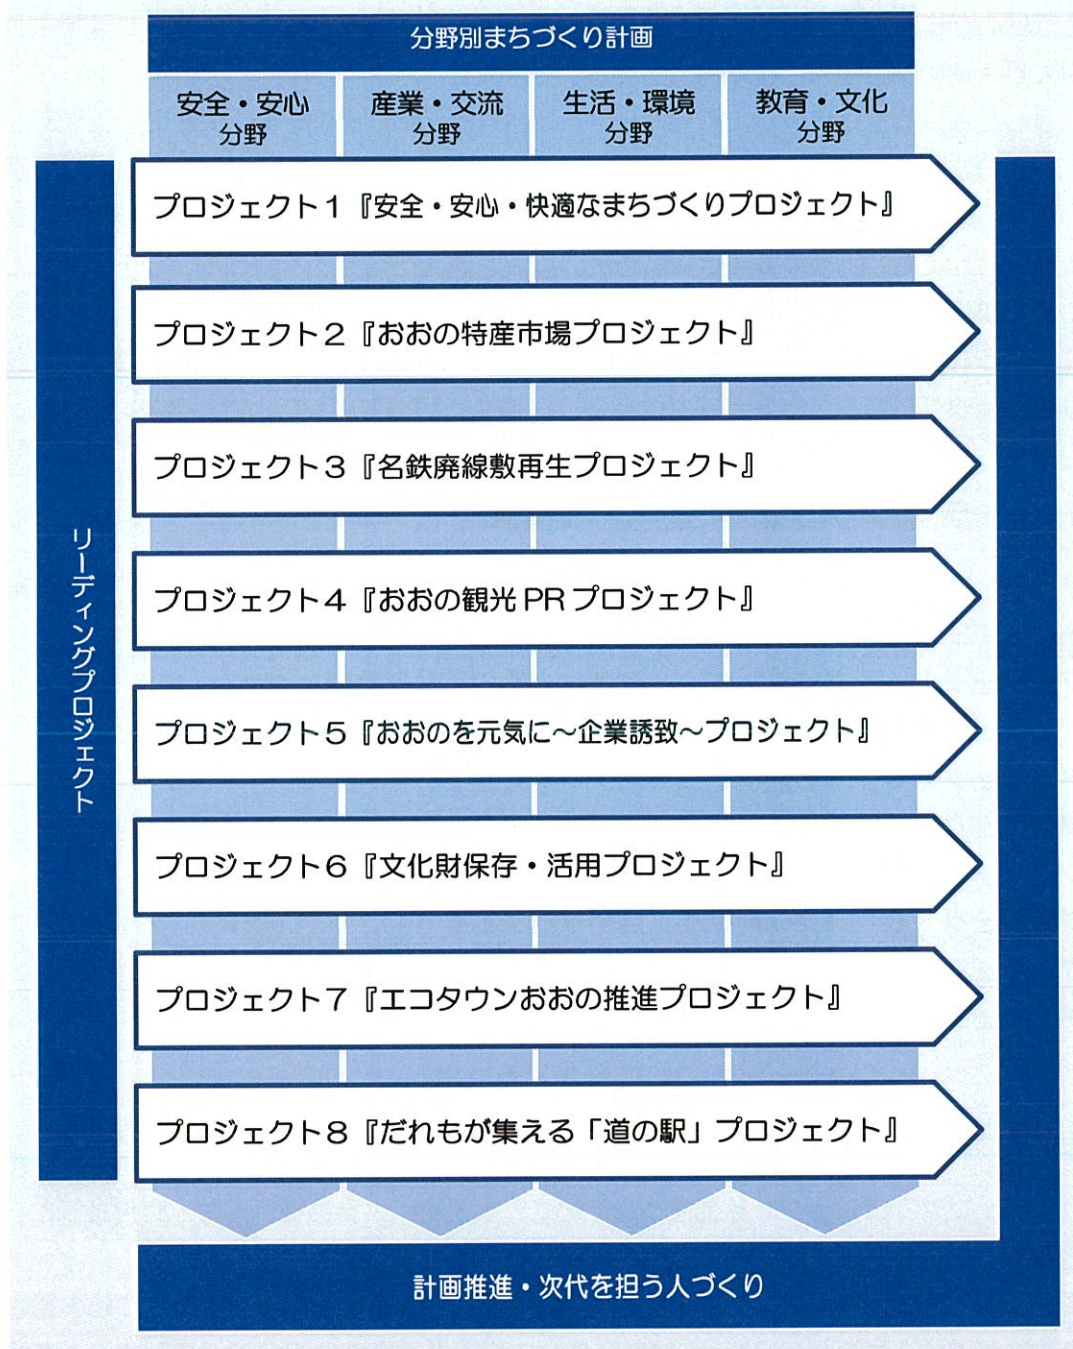 分野別まちづくり計画
安全・安心
分野
産業・交流
分野
生活・環境
分野
教育・文化
分野
リーディングプロジェクト
プロジェクト1『安全・安心・快適なまちづくりプロジェクト』
プロジェクト2『おおの特産市場プロジェクト』
プロジェクト3『名鉄廃線敷再生プロジェクト』
プロジェクト4『おおの観光PRプロジェクト』
プロジェクト5『おおのを元気に～企業誘致～プロジェクト』
プロジェクト6『文化財保存・活用プロジェクト』
プロジェクト7『エコタウンおおの推進プロジェクト』
プロジェクト8『だれもが集える「道の駅」プロジェクト』
計画推進・次代を担う人づくり